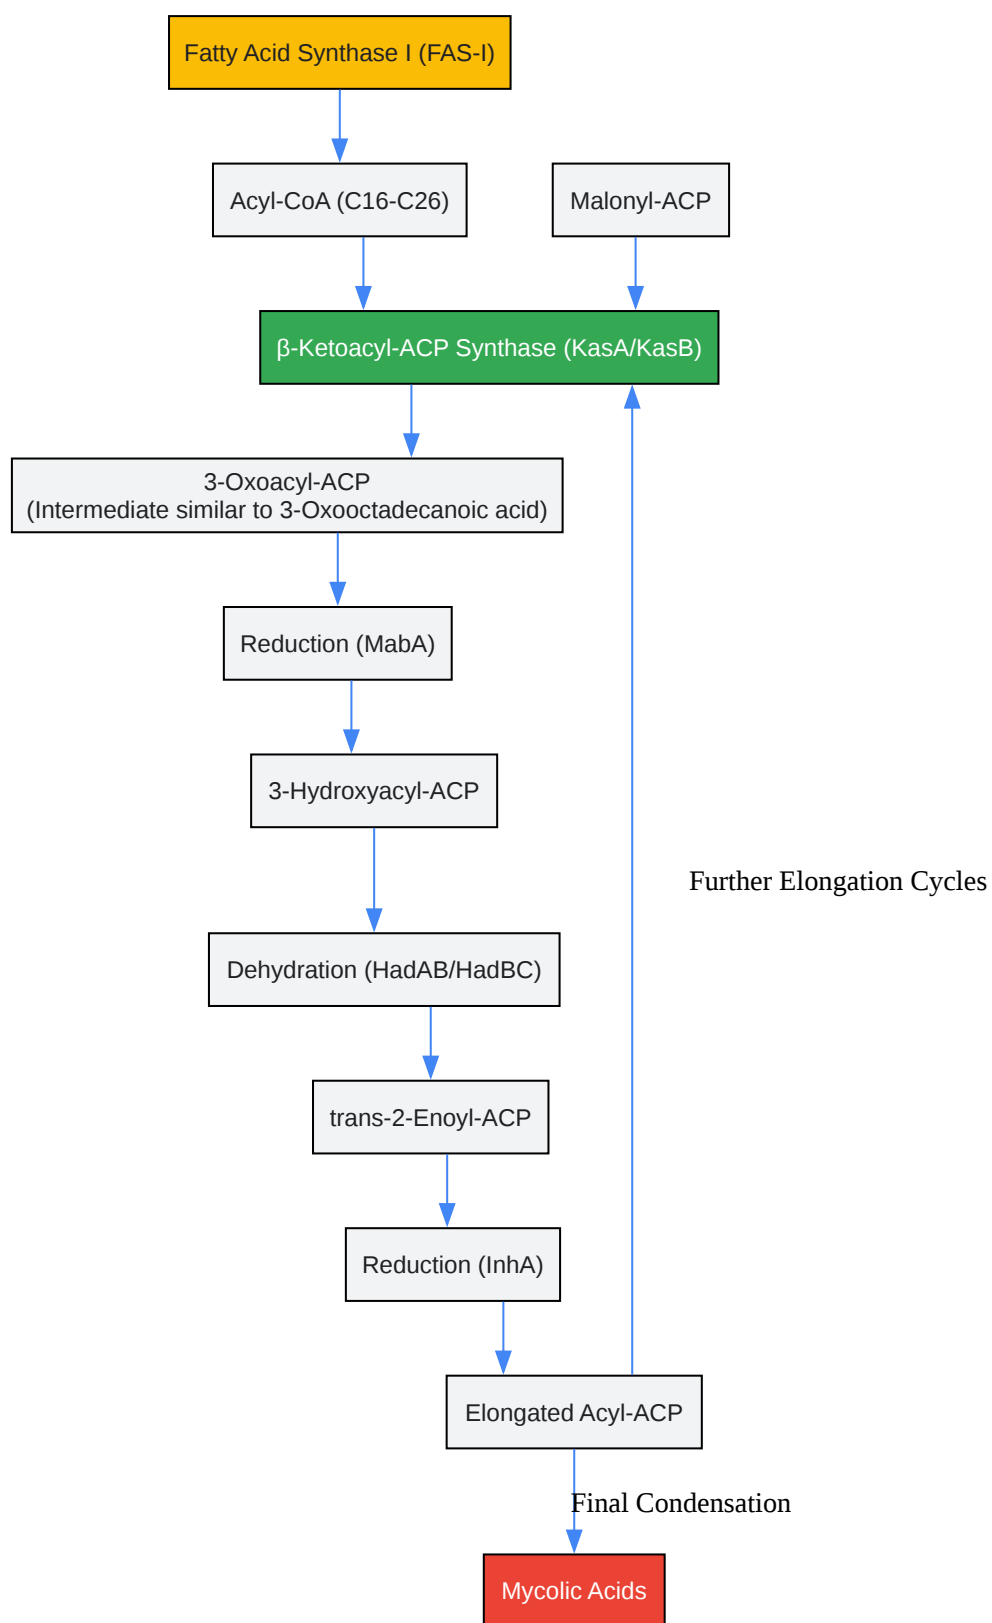 Fatty Acid Synthase I (FAS-I)
Acyl-CoA (C16-C26)
Malonyl-ACP
β-Ketoacyl-ACP Synthase (KasA/KasB)
3-Oxoacyl-ACP
(Intermediate similar to 3-Oxooctadecanoic acid)
Reduction (MabA)
3-Hydroxyacyl-ACP
Further Elongation Cycles
Dehydration (HadAB/HadBC)
trans-2-Enoyl-ACP
Reduction (InhA)
Elongated Acyl-ACP
Final Condensation
Mycolic Acids